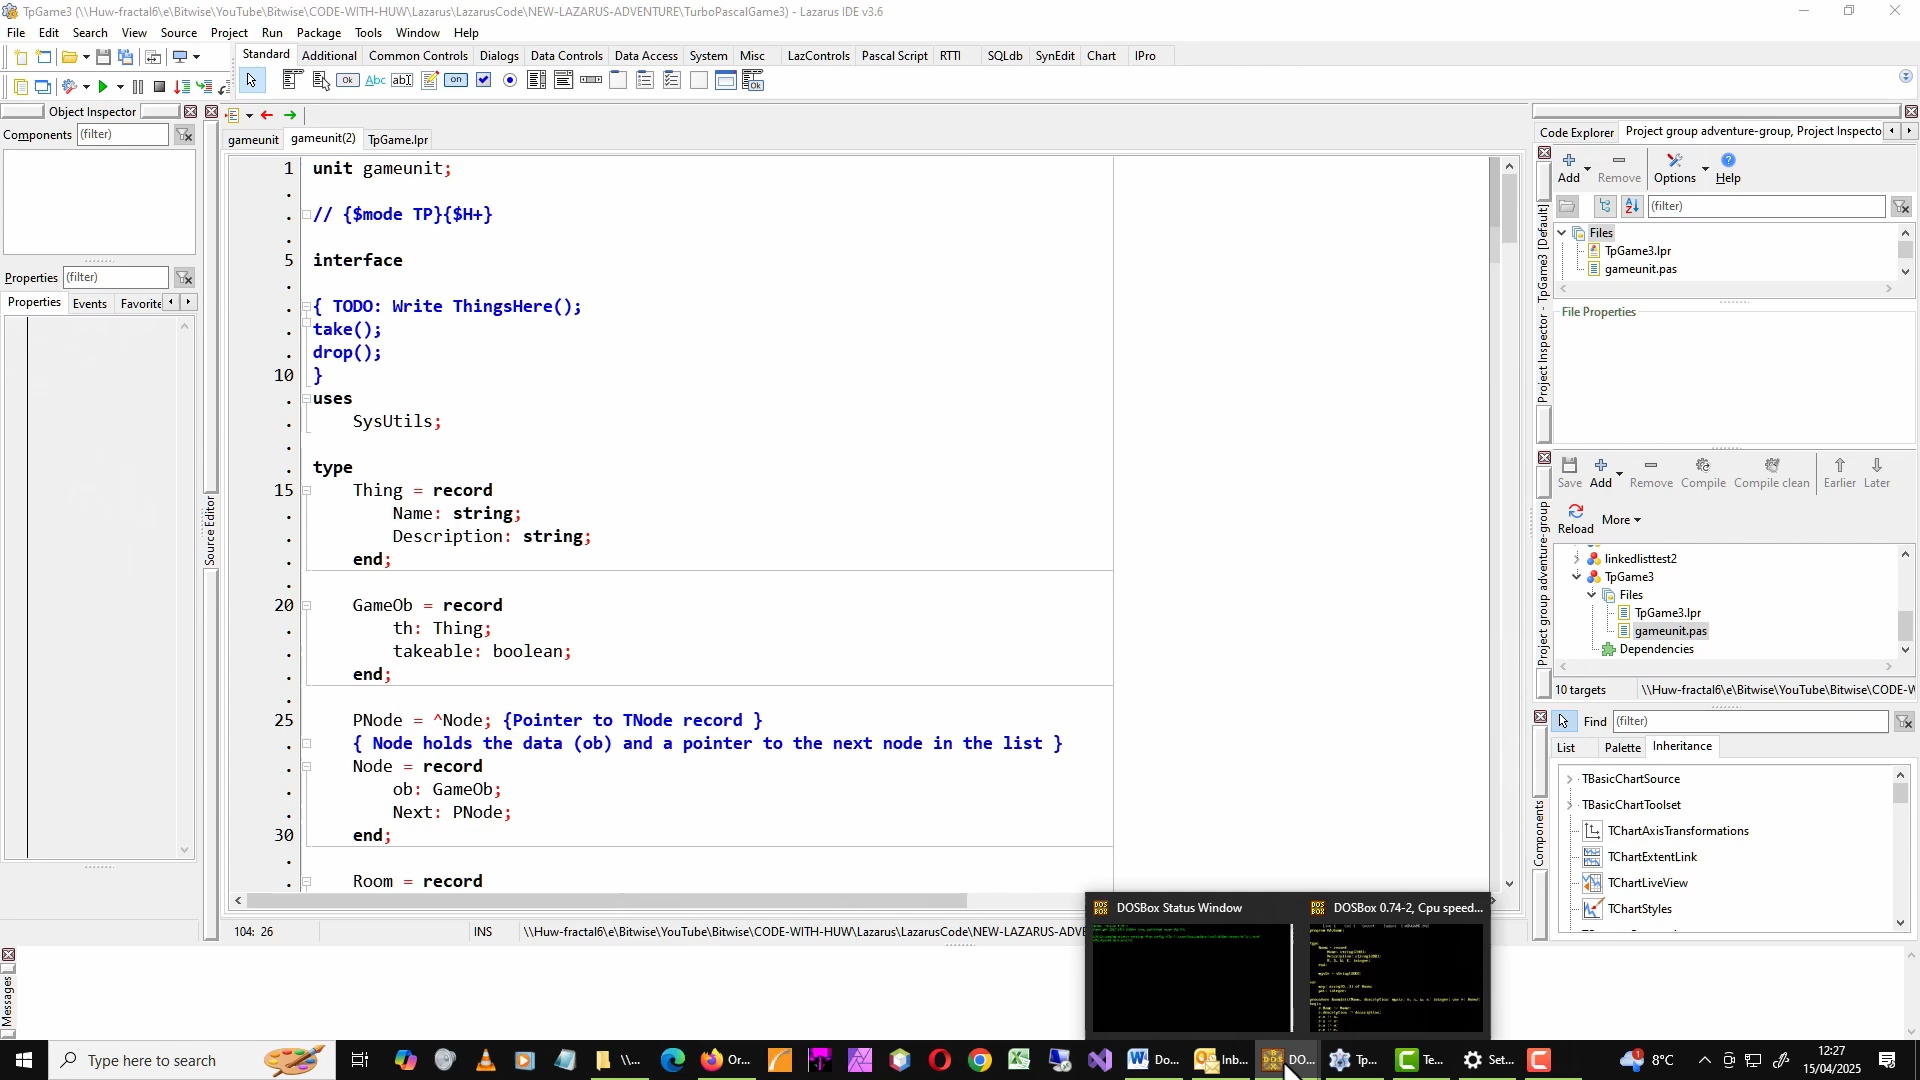 TpGame3 (\\Huw-fractal6\e\Bitwise\YouTube\Bitwise\CODE-WITH-HUW\Lazarus\LazarusCode\NEW-LAZARUS-ADVENTURE\TurboPascalGame3) - Lazarus IDE v3.6
File Edit Search View Source Project Run Package Tools Window Help
Standard Additional Common Controls Dialogs Data Controls Data Access System Misc LazControls Pascal Script RTTI SQLdb SynEdit Chart IPro
Object Inspector
Components (filter)
Properties (filter)
Properties Events Favorite
Source Editor
gameunit gameunit(2) TpGame.lpr
1 unit gameunit;
// {$mode TP}{$H+}
5 interface
{ TODO: Write ThingsHere();
take();
drop();
10 }
uses
SysUtils;
type
15 Thing = record
Name: string;
Description: string;
end;
20 GameOb = record
th: Thing;
takeable: boolean;
end;
25 PNode = ^Node; {Pointer to TNode record }
{ Node holds the data (ob) and a pointer to the next node in the list }
Node = record
ob: GameOb;
Next: PNode;
30 end;
Room = record
104: 26 INS \\Huw-fractal6\e\Bitwise\YouTube\Bitwise\CODE-WITH-HUW\Lazarus\LazarusCode\NEW-LAZARUS-ADVE
Messages
Code Explorer Project group adventure-group, Project Inspecto
Project Inspector - TpGame3 [Default]
Add Remove Options Help
(filter)
Files
TpGame3.lpr
gameunit.pas
File Properties
Project group adventure-group
Save Add Remove Compile Compile clean Earlier Later
Reload More
linkedlisttest2
TpGame3
Files
TpGame3.lpr
gameunit.pas
Dependencies
10 targets \\Huw-fractal6\e\Bitwise\YouTube\Bitwise\CODE-W
Components
Find (filter)
List Palette Inheritance
TBasicChartSource
TBasicChartToolset
TChartAxisTransformations
TChartExtentLink
TChartLiveView
TChartStyles
DOSBox Status Window DOSBox 0.74-2, Cpu speed...
Type here to search
\\... Or... Do... Inb... DO... Tp... Te... Set... 8°C
12:27
15/04/2025